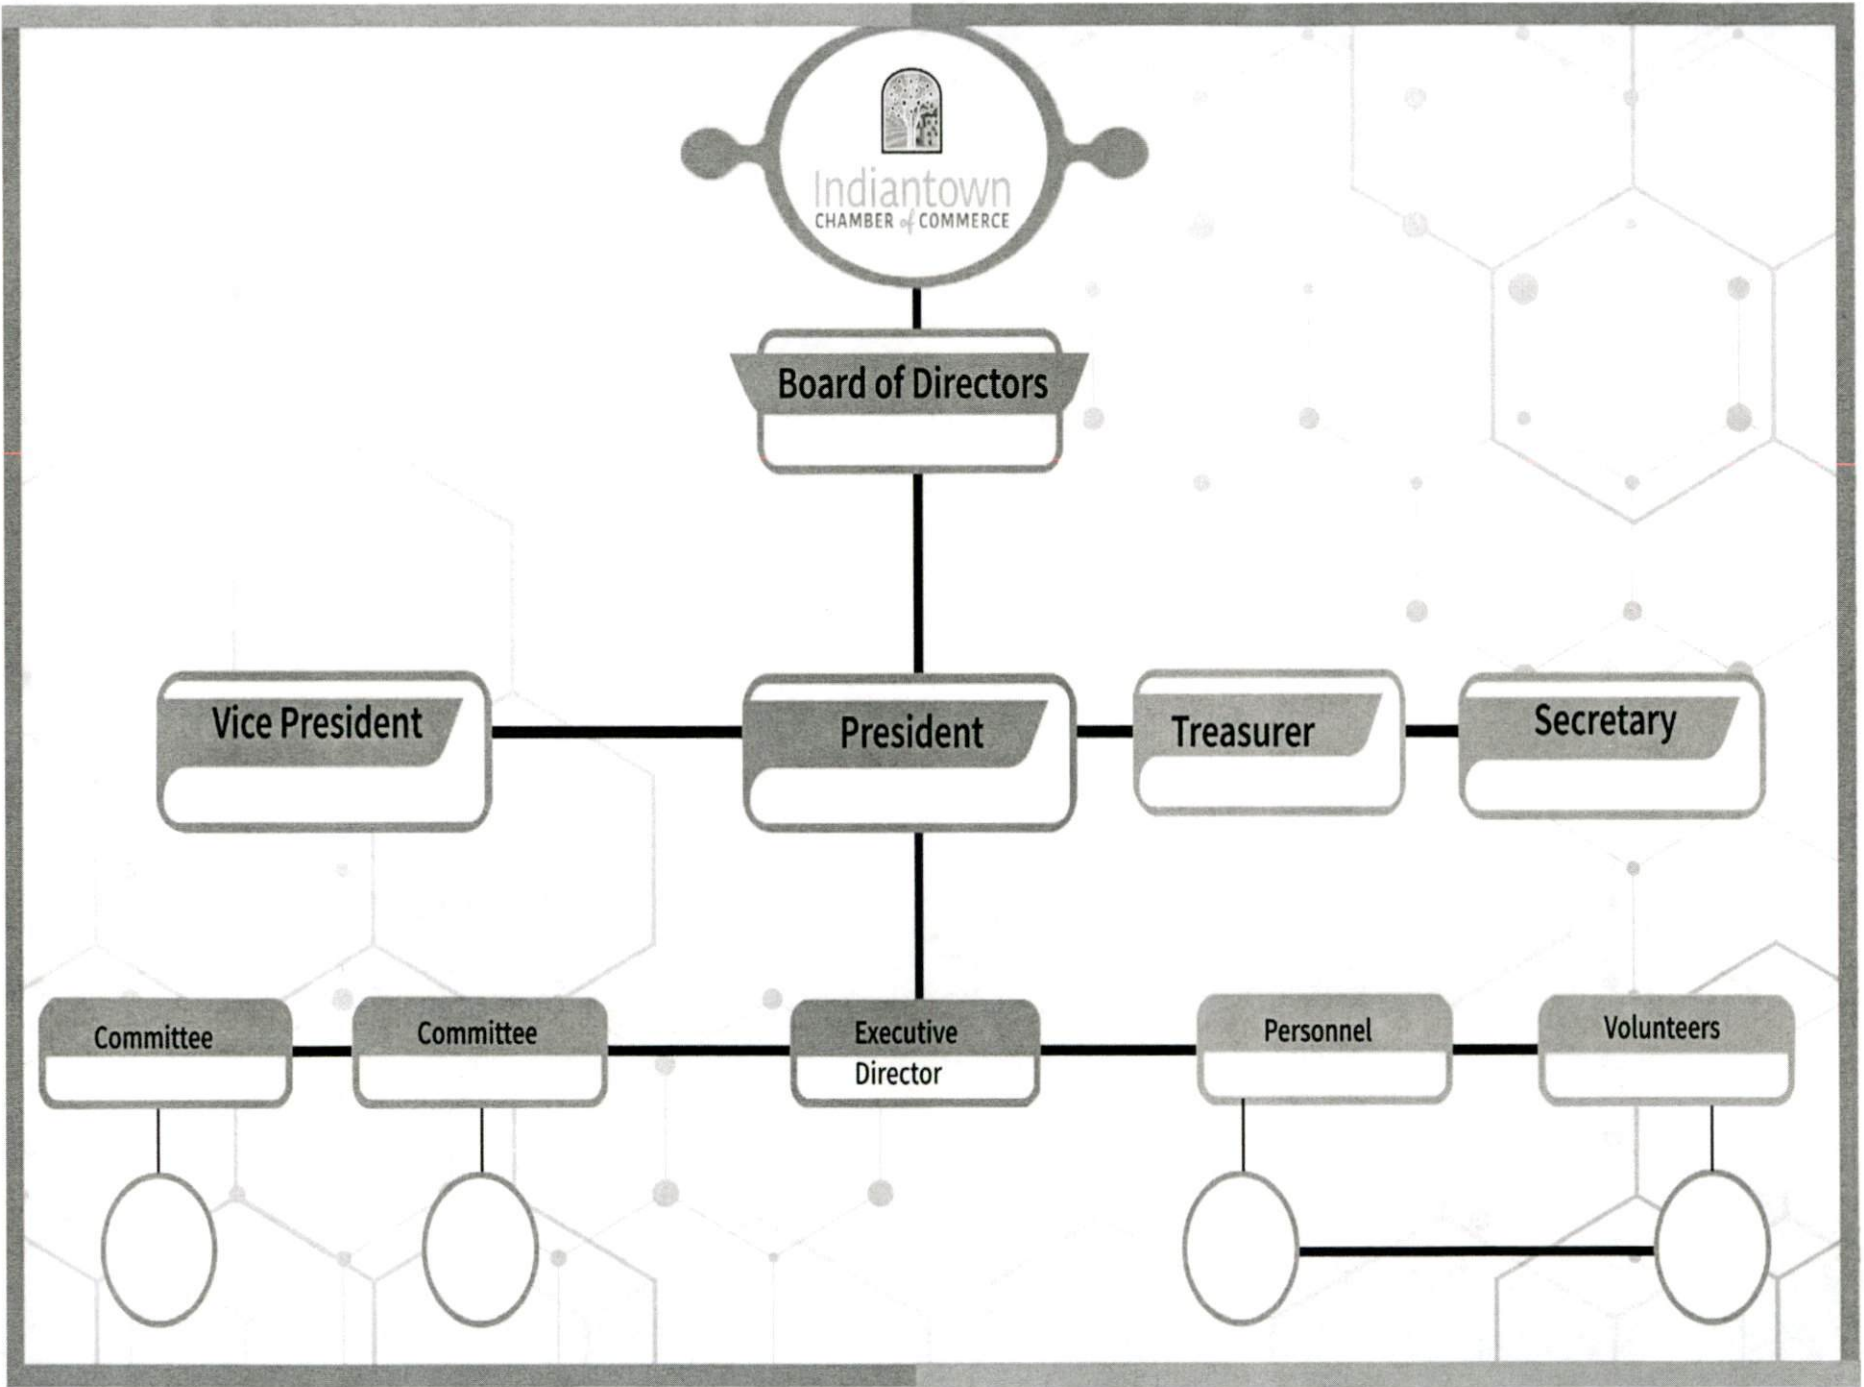 Indiantown
CHAMBER of COMMERCE
Board of Directors
Vice President
President
Treasurer
Secretary
Committee
Committee
Executive
Director
Personnel
Volunteers